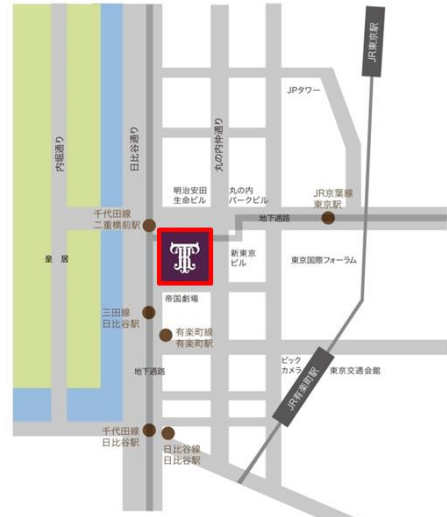 JR東京駅
JPタワー
内堀通り
日比谷通り
丸の内仲通り
明治安田
生命ビル
丸の内
パークビル
JR京葉線
東京駅
千代田線
二重橋前駅
地下通路
皇 居
新東京
ビル
東京国際フォーラム
帝国劇場
三田線
日比谷駅
有楽町線
有楽町駅
地下通路
ビック
カメラ
東京交通会館
JR有楽町駅
千代田線
日比谷駅
日比谷線
日比谷駅